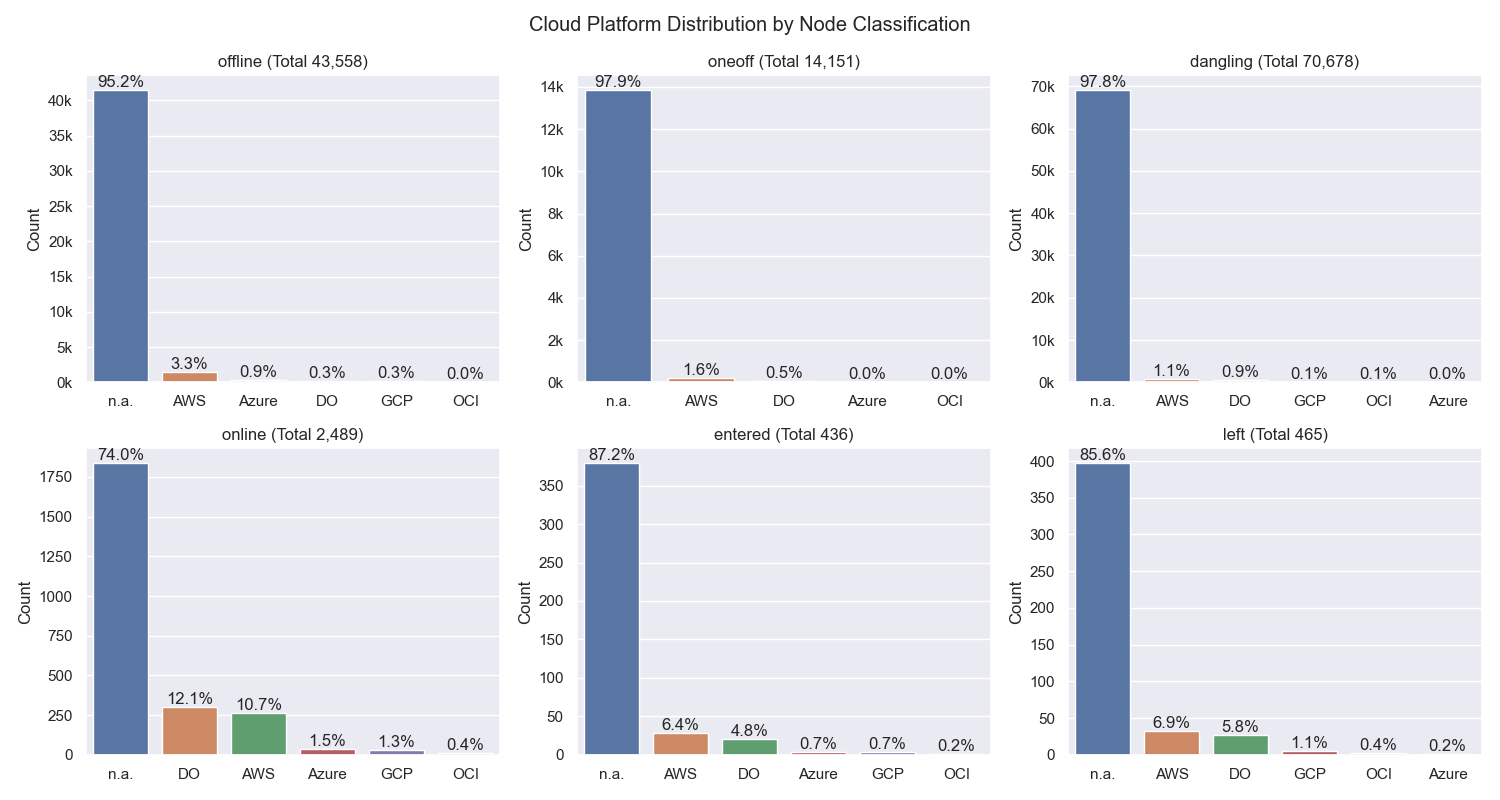 Cloud Platform Distribution by Node Classification
offline (Total 43,558)
95.2%
40k
35k
30k
25k
20k
15k
10k
5k
0k
Count
3.3%
0.9%
0.3%
0.3%
0.0%
n.a. AWS Azure DO GCP OCI
oneoff (Total 14,151)
97.9%
14k
12k
10k
8k
6k
4k
2k
0k
Count
1.6%
0.5%
0.0%
0.0%
n.a. AWS DO Azure OCI
dangling (Total 70,678)
97.8%
70k
60k
50k
40k
30k
20k
10k
0k
Count
1.1%
0.9%
0.1%
0.1%
0.0%
n.a. AWS DO GCP OCI Azure
online (Total 2,489)
74.0%
1750
1500
1250
1000
750
500
250
0
Count
12.1%
10.7%
1.5%
1.3%
0.4%
n.a. DO AWS Azure GCP OCI
entered (Total 436)
87.2%
350
300
250
200
150
100
50
0
Count
6.4%
4.8%
0.7%
0.7%
0.2%
n.a. AWS DO Azure GCP OCI
left (Total 465)
85.6%
400
350
300
250
200
150
100
50
0
Count
6.9%
5.8%
1.1%
0.4%
0.2%
n.a. AWS DO GCP OCI Azure